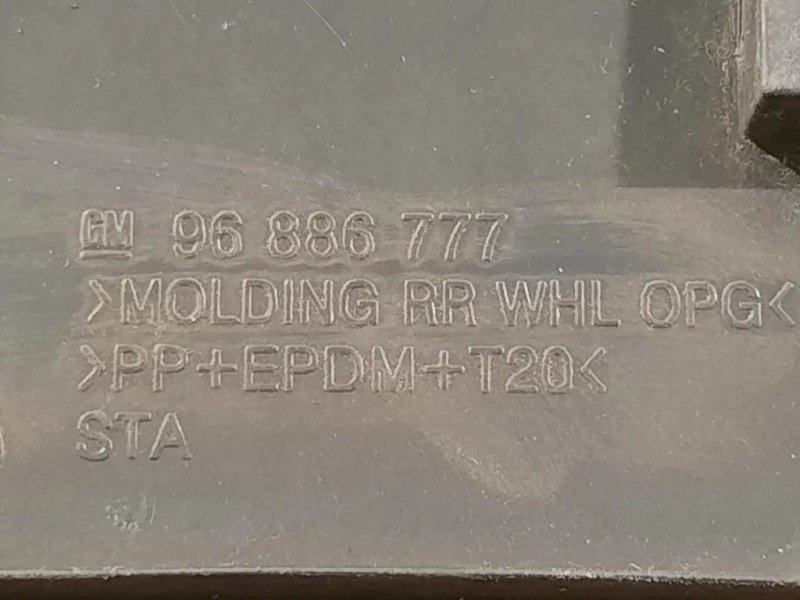 GM 96 886 777
>MOLDING RR WHL OPG<
>PP+EPDM+T20<
STA